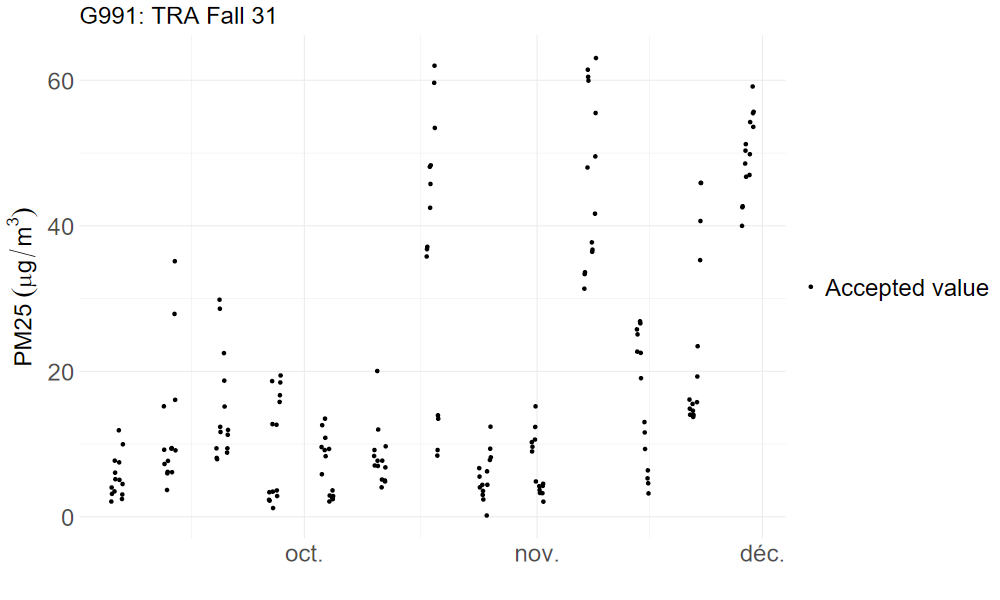 G991: TRA Fall 31
PM25 (μg/m³)
60
40
20
0
oct.
nov.
déc.
Accepted value